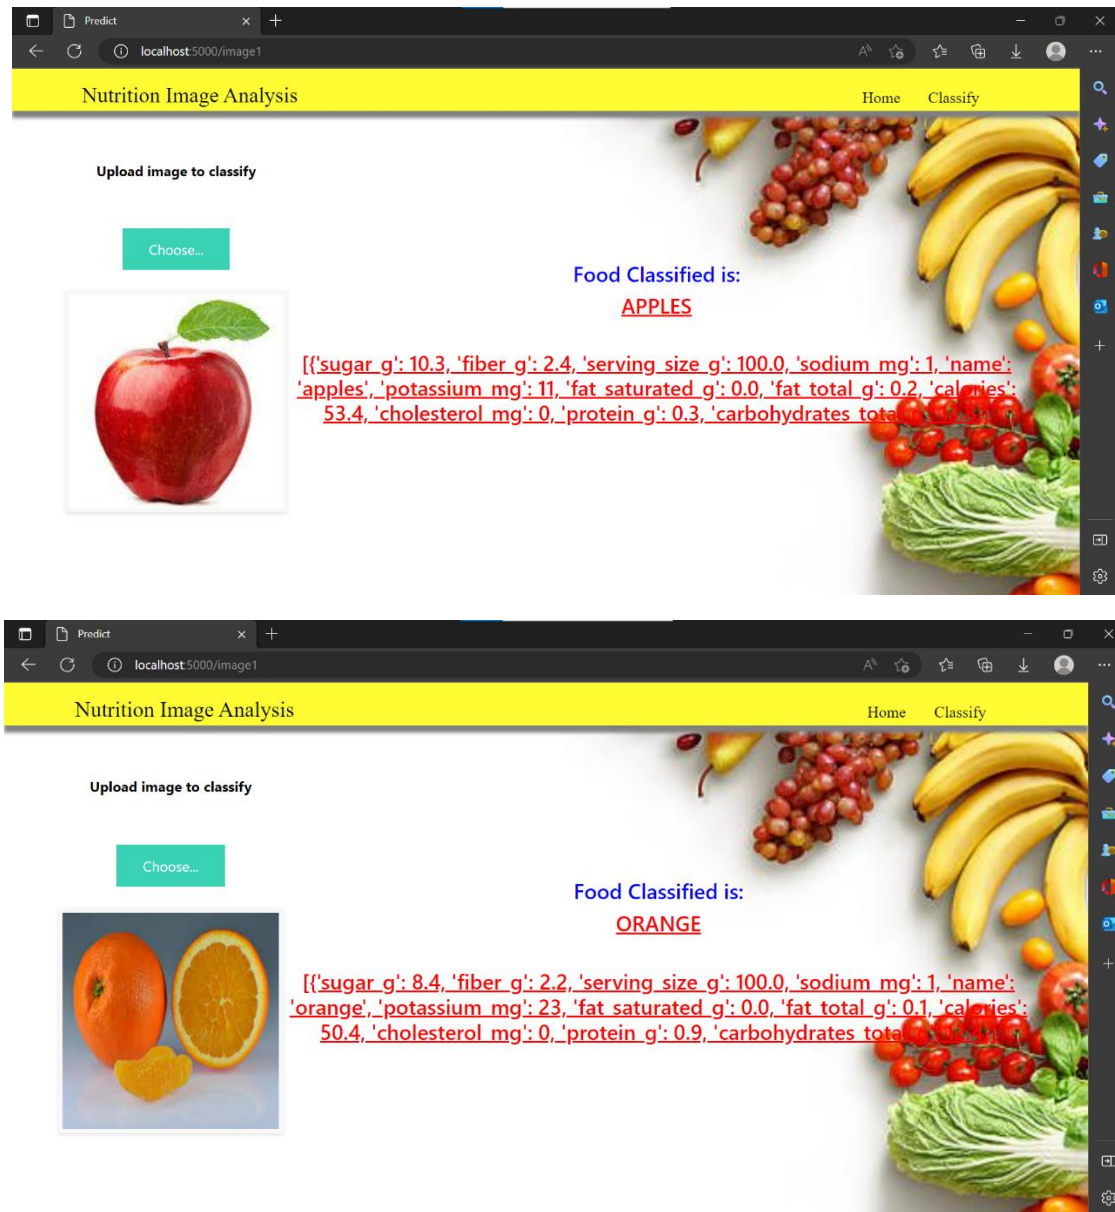 Predict
localhost:5000/image1
Nutrition Image Analysis
Home Classify
Upload image to classify
Choose...
Food Classified is:
APPLES
[{'sugar_g': 10.3, 'fiber_g': 2.4, 'serving_size_g': 100.0, 'sodium_mg': 1, 'name':
'apples', 'potassium_mg': 11, 'fat_saturated_g': 0.0, 'fat_total_g': 0.2, 'calories':
53.4, 'cholesterol_mg': 0, 'protein_g': 0.3, 'carbohydrates_total
Predict
localhost:5000/image1
Nutrition Image Analysis
Home Classify
Upload image to classify
Choose...
Food Classified is:
ORANGE
[{'sugar_g': 8.4, 'fiber_g': 2.2, 'serving_size_g': 100.0, 'sodium_mg': 1, 'name':
'orange', 'potassium_mg': 23, 'fat_saturated_g': 0.0, 'fat_total_g': 0.1, 'calories':
50.4, 'cholesterol_mg': 0, 'protein_g': 0.9, 'carbohydrates_total